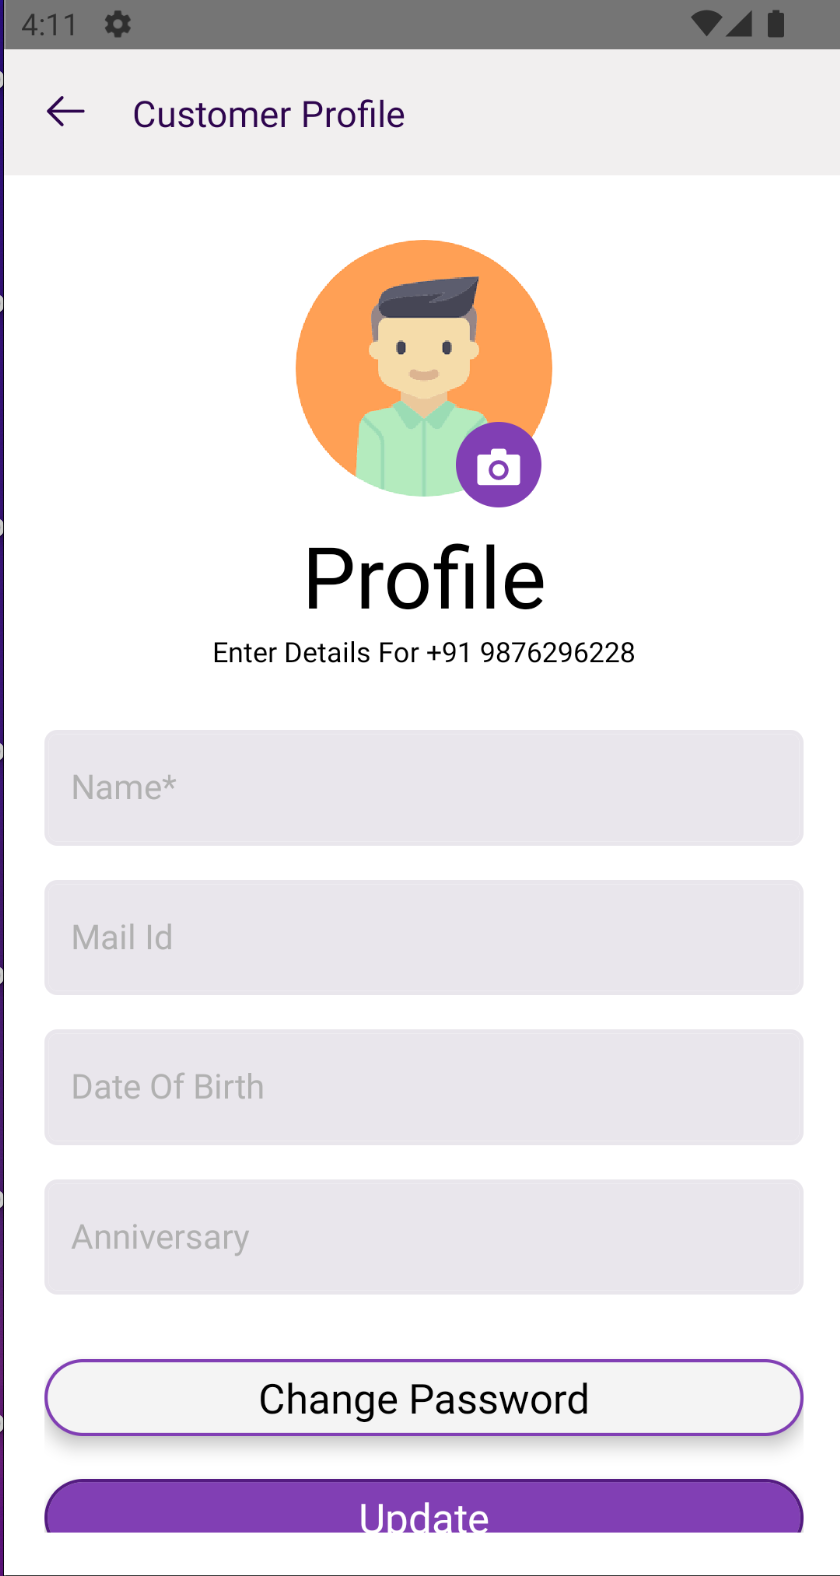 4:11
Customer Profile
Profile
Enter Details For +91 9876296228
Name*
Mail Id
Date Of Birth
Anniversary
Change Password
Update